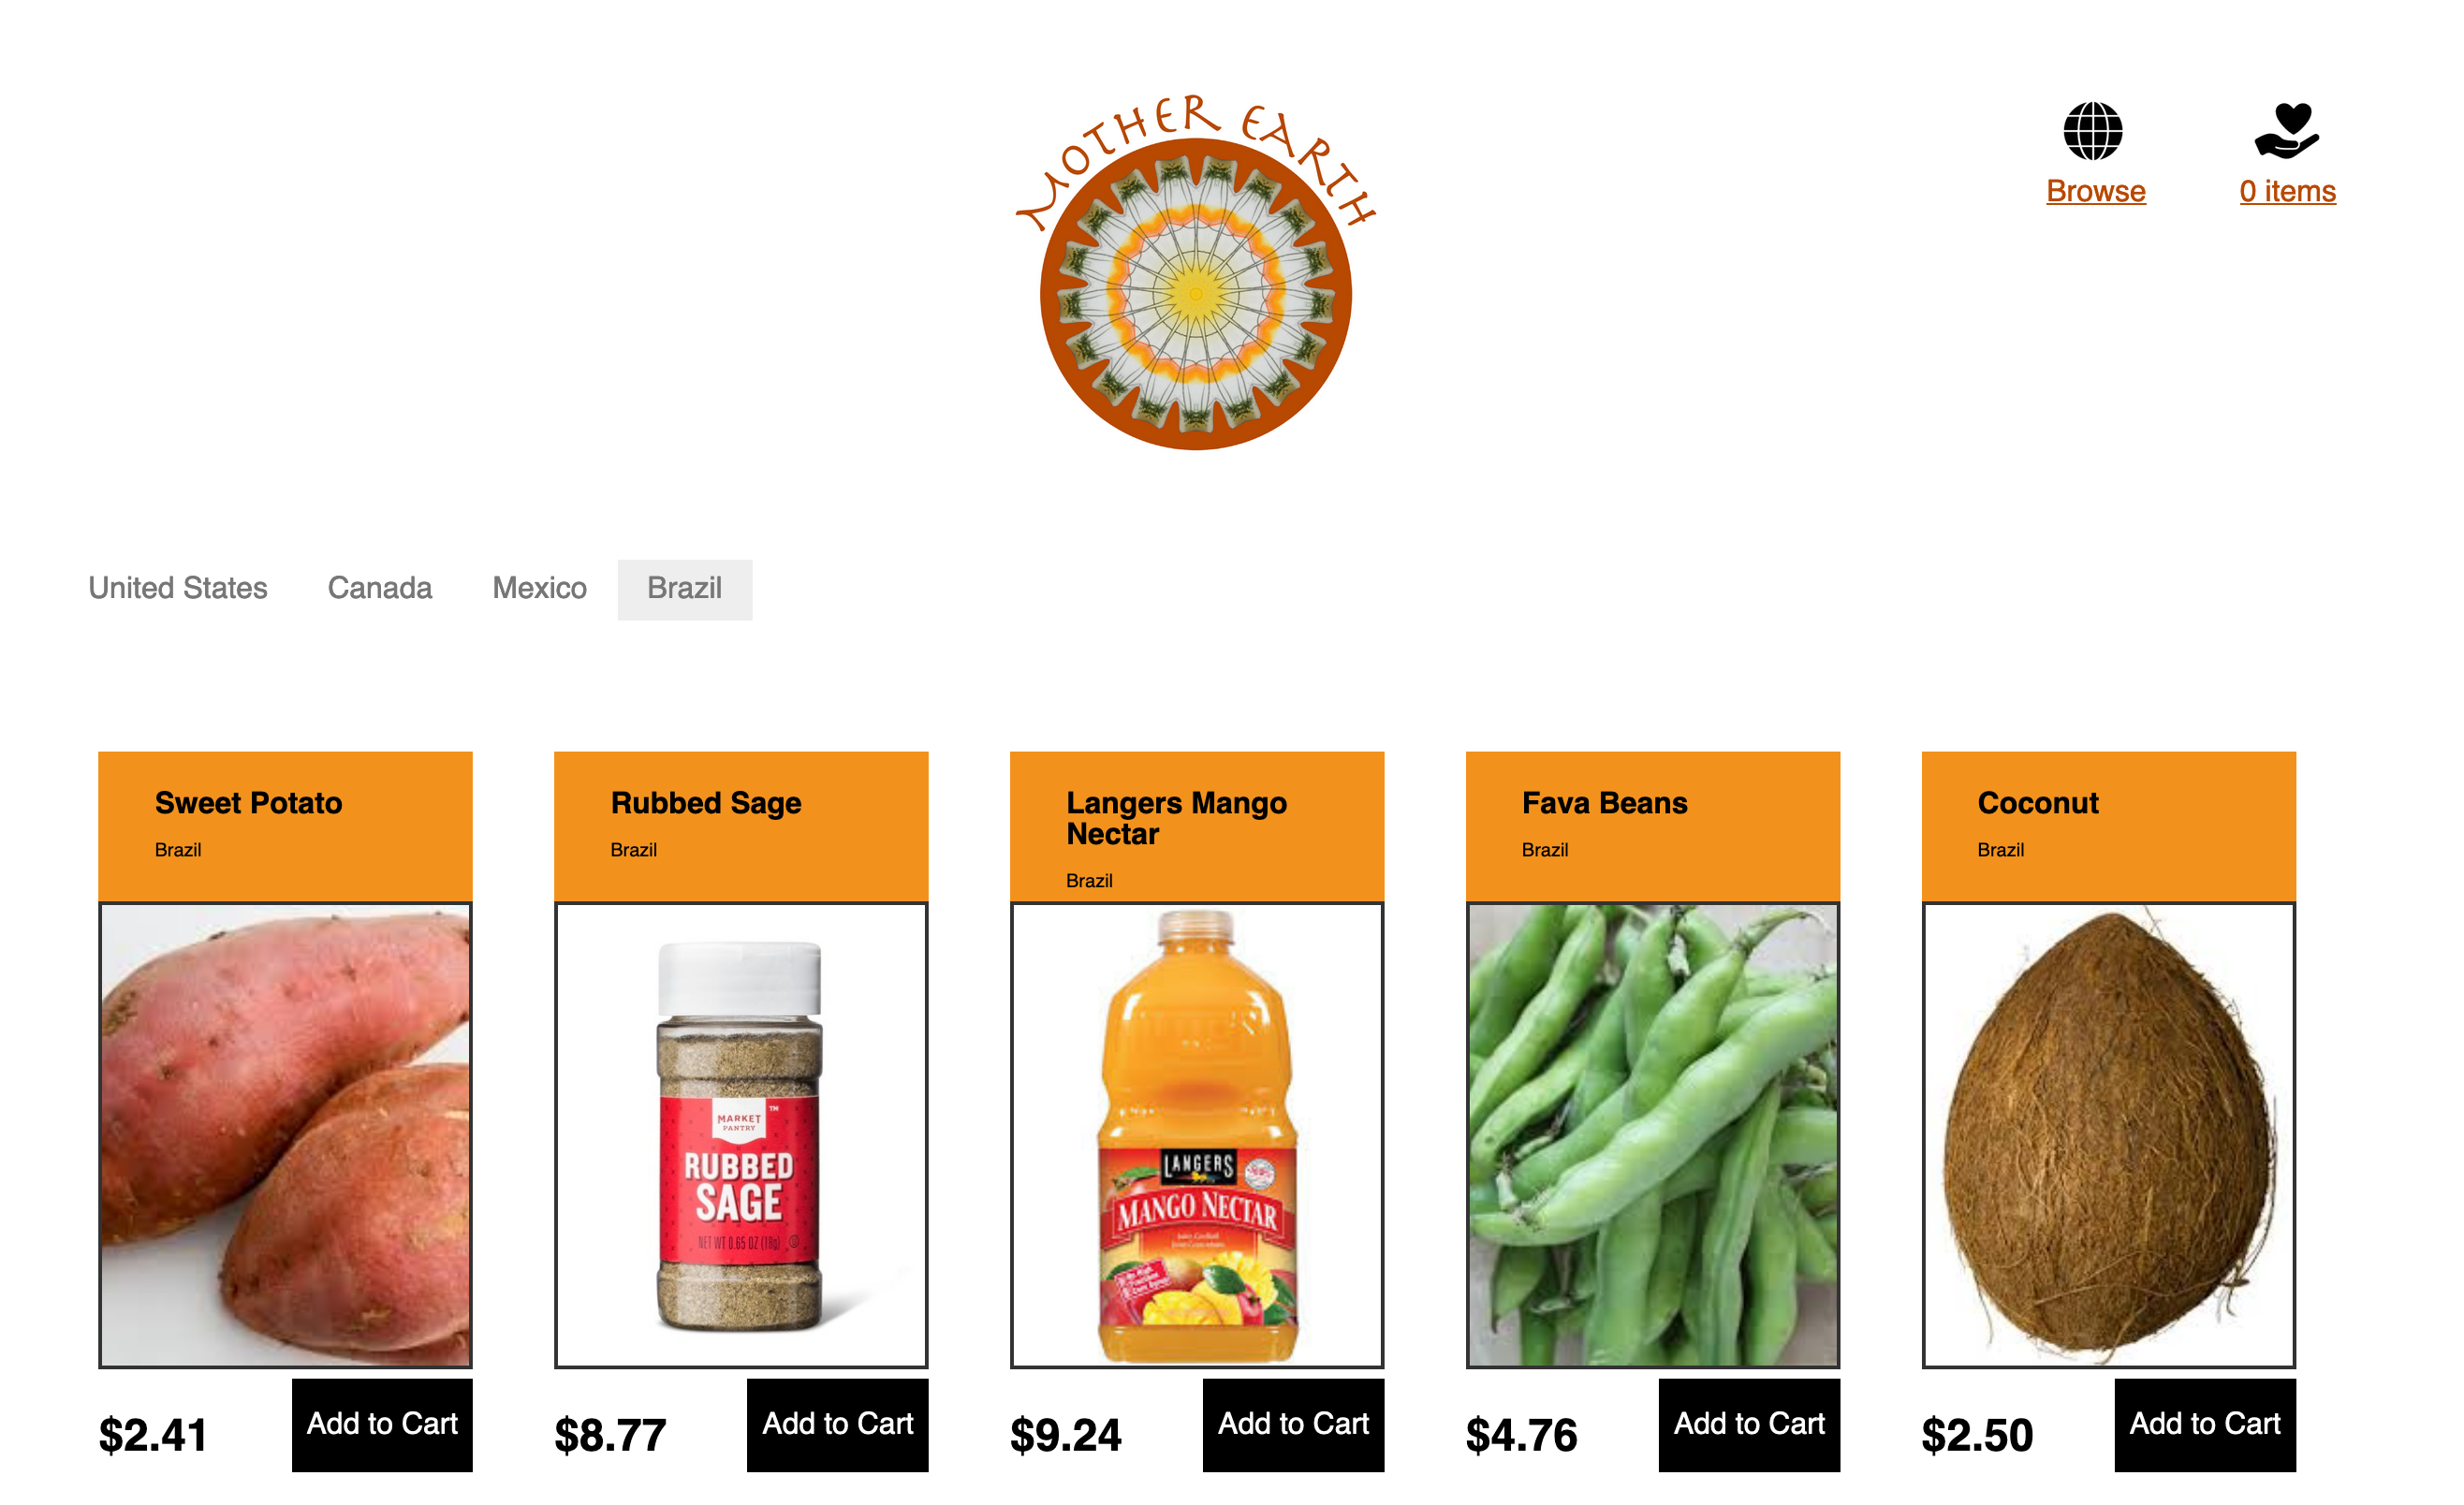 MOTHER EARTH
Browse
0 items
United States
Canada
Mexico
Brazil
Sweet Potato
Brazil
Rubbed Sage
Brazil
Langers Mango
Nectar
Brazil
Fava Beans
Brazil
Coconut
Brazil
MARKET
PANTRY
TM
RUBBED
SAGE
NET WT 0.65 OZ (18g)
LANGERS
MANGO NECTAR
$2.41
Add to Cart
$8.77
Add to Cart
$9.24
Add to Cart
$4.76
Add to Cart
$2.50
Add to Cart